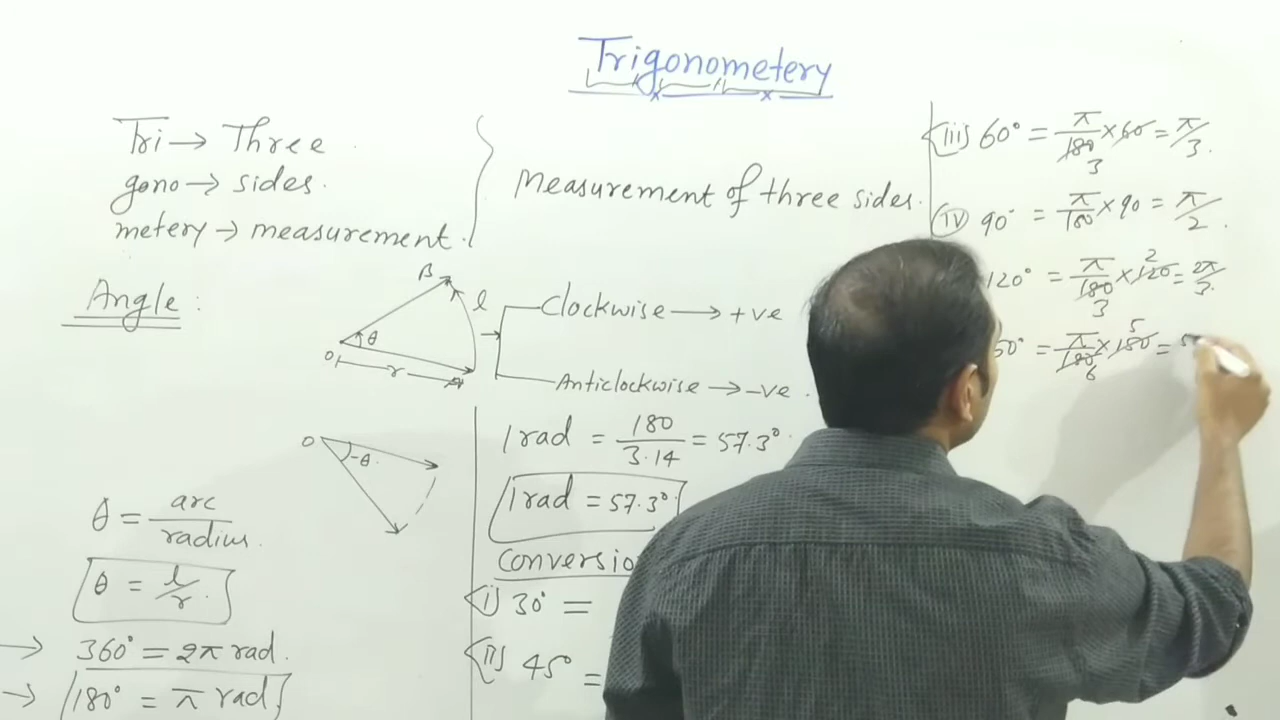 Trigonometery
Tri → Three
gono → sides.
metery → measurement.
Measurement of three sides.
Angle :
B
l
θ
O
r
A
Clockwise → +ve
Anticlockwise → -ve.
O
-θ
θ = arc/radius.
θ = l/r.
→ 360° = 2π rad.
→ 180° = π rad
1 rad = 180/3.14 = 57.3°
1 rad = 57.3°
(i) 30° =
(ii) 45° =
(iii) 60° = π/180 × 60 = π/3.
3
(iv) 90° = π/180 × 90 = π/2.
120° = π/180 × 120 = 2π/3.
2
3
50° = π/180 × 150 =
5
6